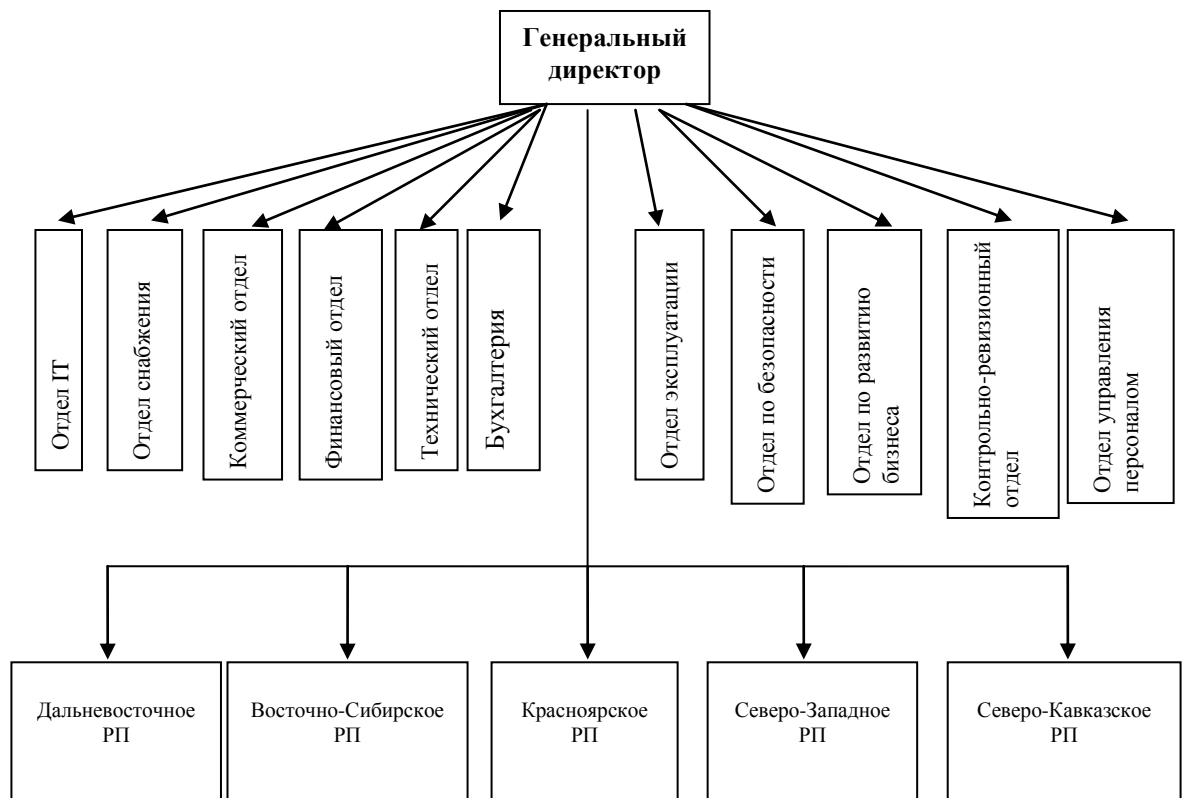 Генеральный
директор
Отдел IT
Отдел снабжения
Коммерческий отдел
Финансовый отдел
Технический отдел
Бухгалтерия
Отдел эксплуатации
Отдел по безопасности
Отдел по развитию
бизнеса
Контрольно-ревизионный
отдел
Отдел управления
персоналом
Дальневосточное
РП
Восточно-Сибирское
РП
Красноярское
РП
Северо-Западное
РП
Северо-Кавказское
РП